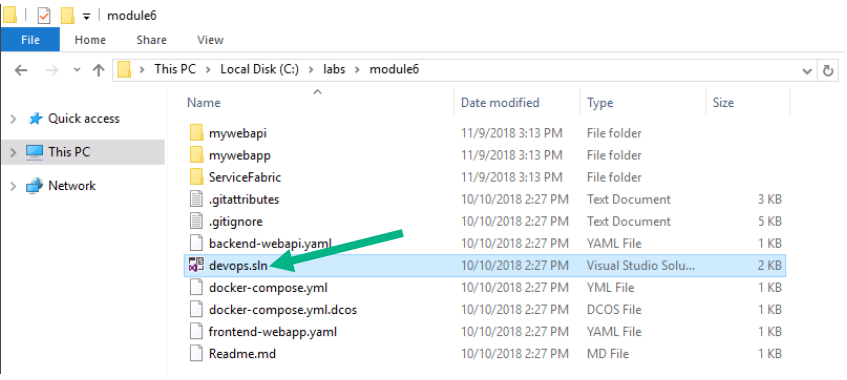 module6
File Home Share View
This PC Local Disk (C:) labs module6
Name Date modified Type Size
Quick access
This PC
Network
mywebapi 11/9/2018 3:13 PM File folder
mywebapp 11/9/2018 3:13 PM File folder
ServiceFabric 11/9/2018 3:13 PM File folder
.gitattributes 10/10/2018 2:27 PM Text Document 3 KB
.gitignore 10/10/2018 2:27 PM Text Document 5 KB
backend-webapi.yaml 10/10/2018 2:27 PM YAML File 1 KB
devops.sln 10/10/2018 2:27 PM Visual Studio Solu... 2 KB
docker-compose.yml 10/10/2018 2:27 PM YML File 1 KB
docker-compose.yml.dcos 10/10/2018 2:27 PM DCOS File 1 KB
frontend-webapp.yaml 10/10/2018 2:27 PM YAML File 1 KB
Readme.md 10/10/2018 2:27 PM MD File 1 KB